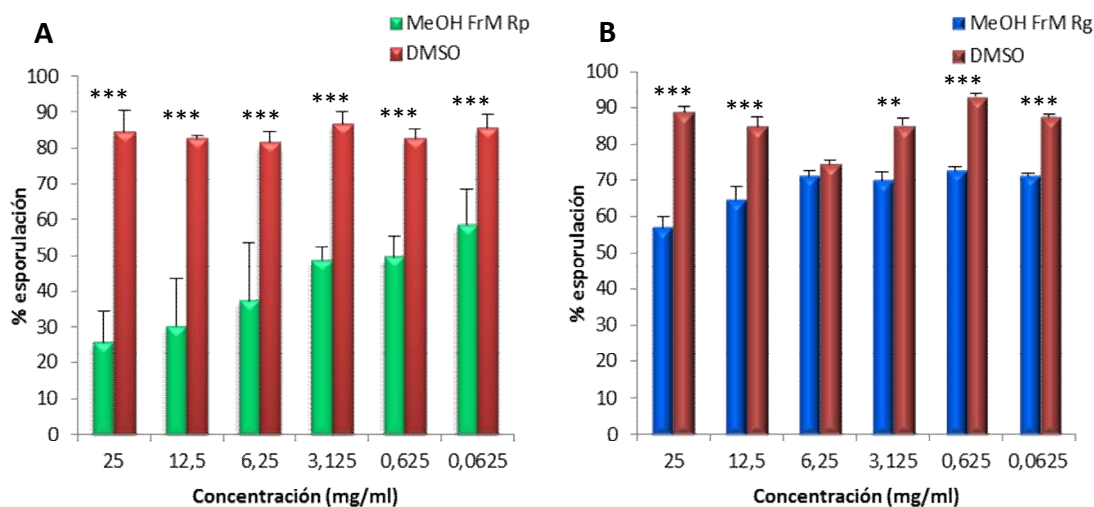 A
MeOH FrM Rp
DMSO
100
90
80
70
60
50
40
30
20
10
0
% esporulación
*** *** *** *** *** ***
25 12,5 6,25 3,125 0,625 0,0625
Concentración (mg/ml)
B
MeOH FrM Rg
DMSO
100
90
80
70
60
50
40
30
20
10
0
% esporulación
*** *** ** *** ***
25 12,5 6,25 3,125 0,625 0,0625
Concentración (mg/ml)